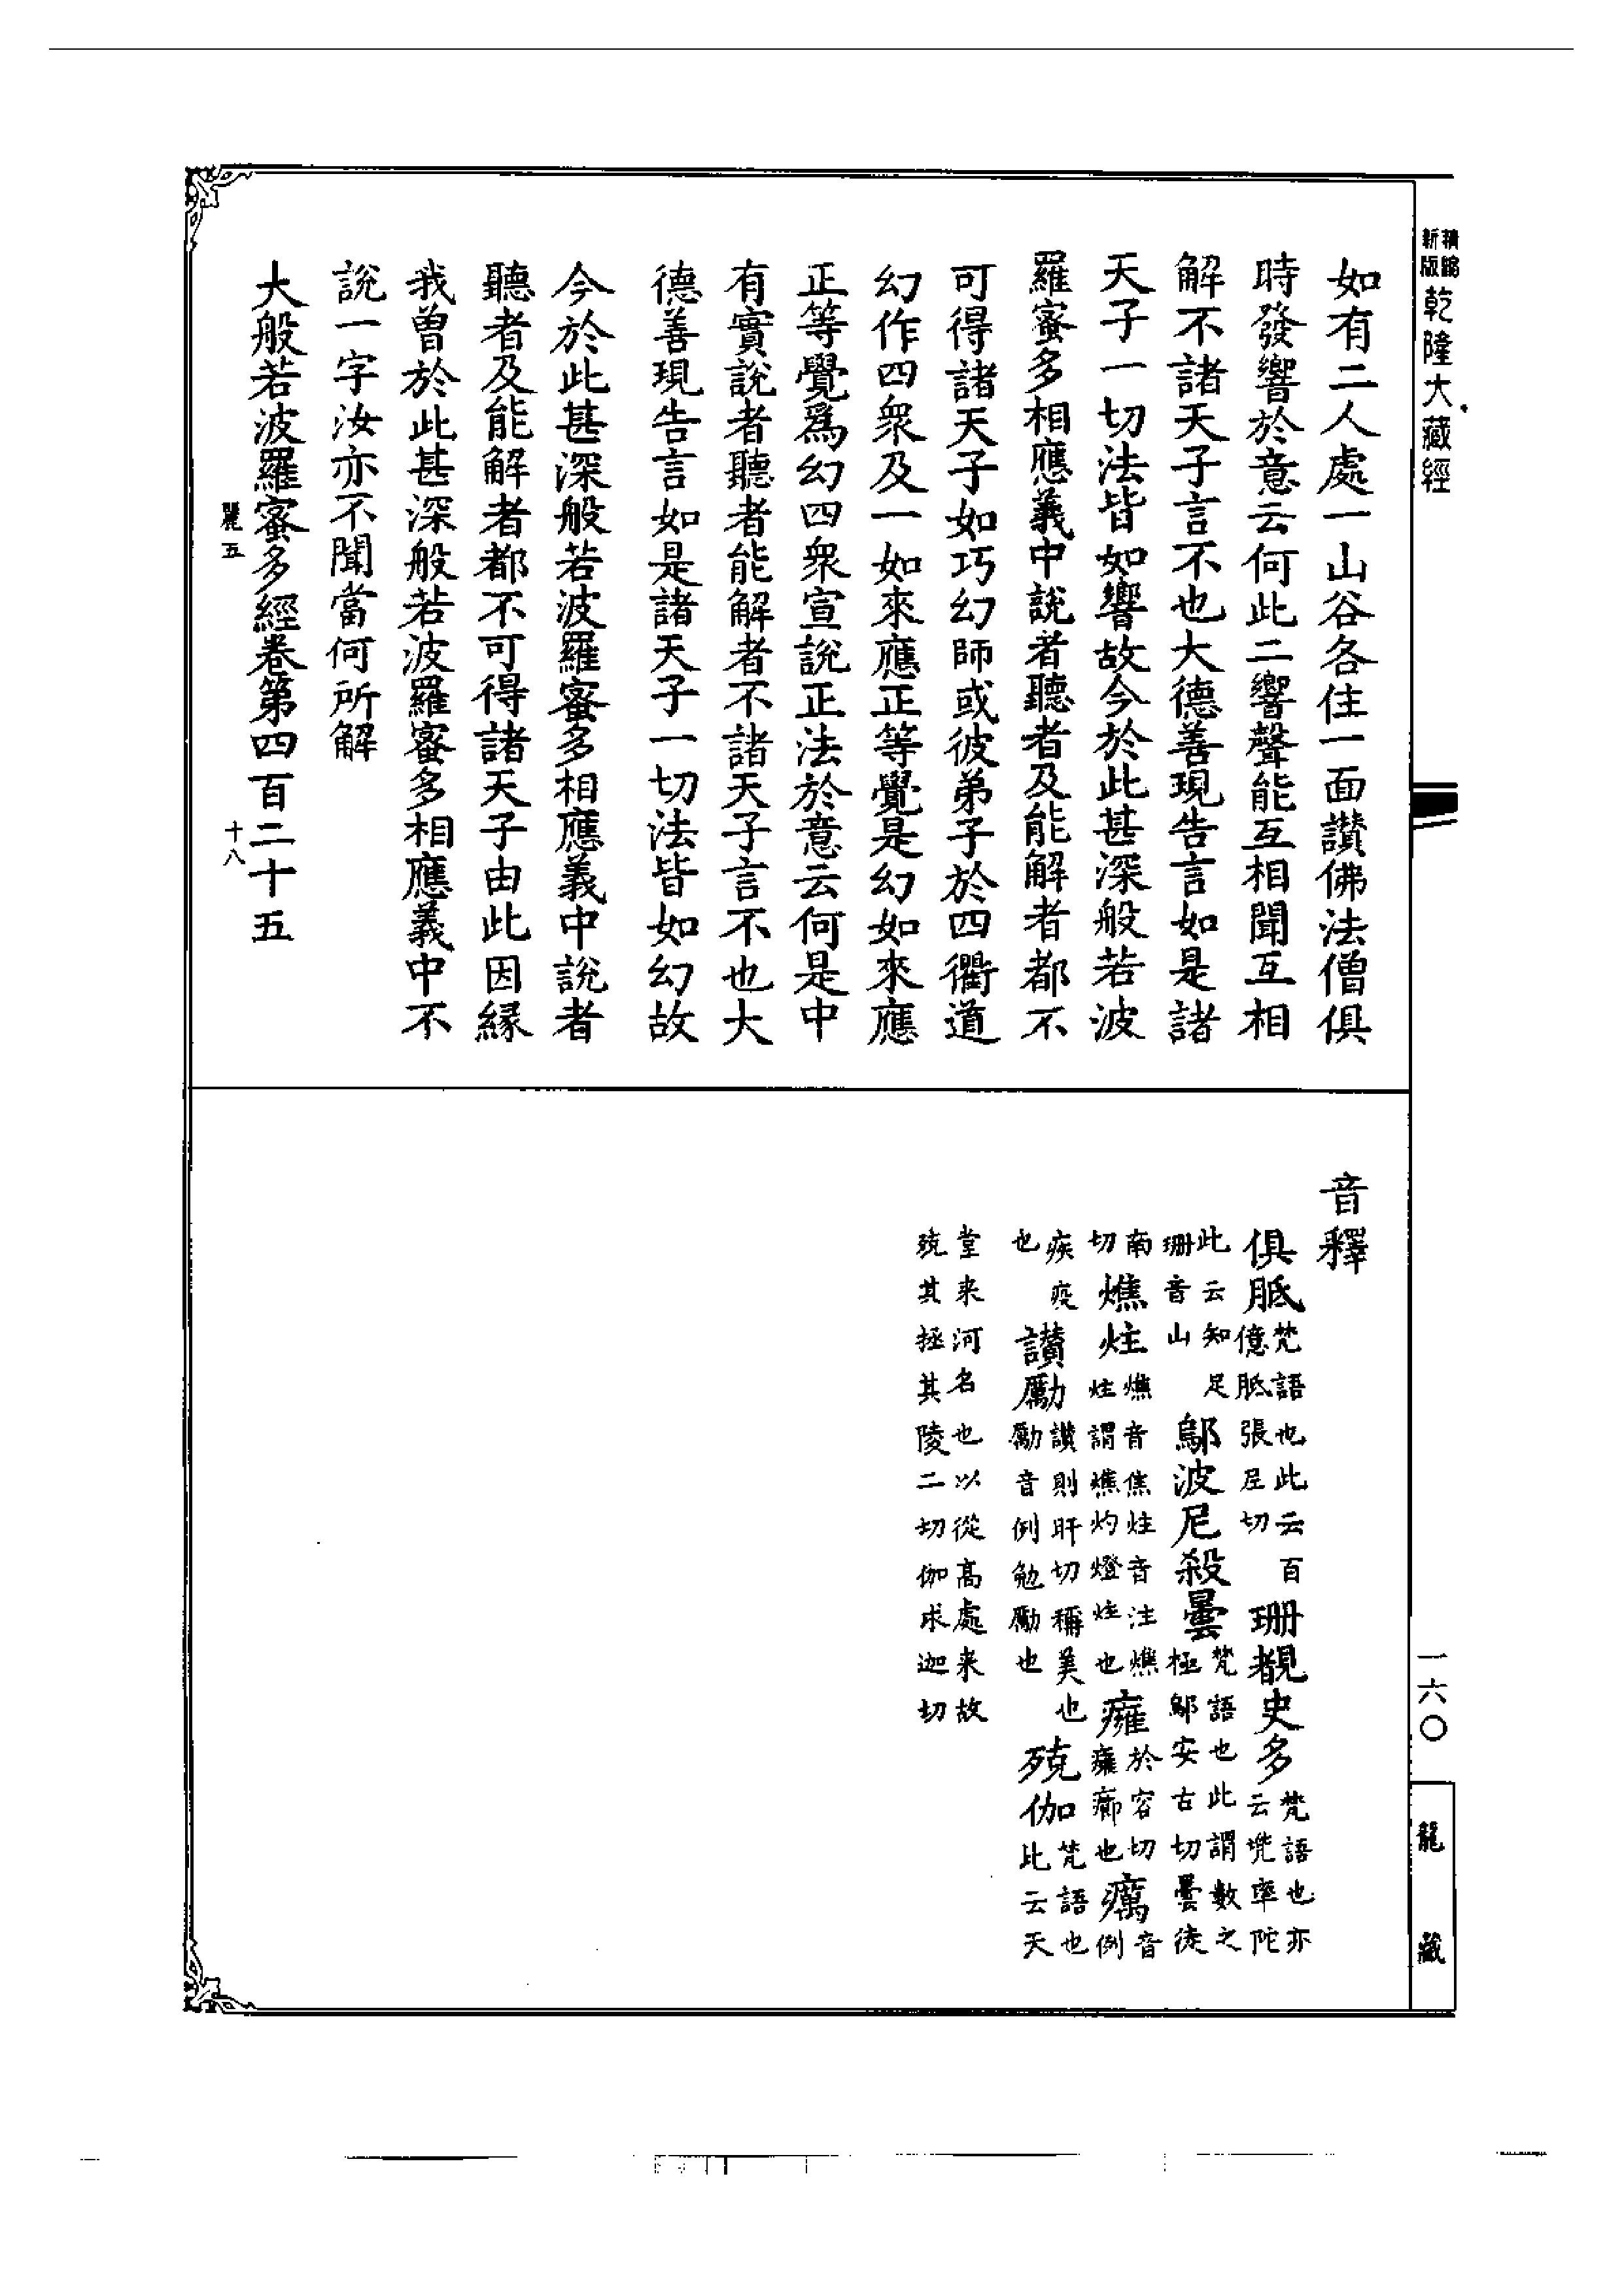 新版
乾隆大藏經
一六〇
龍藏
如有二人處一山谷各住一面讚佛法僧俱
時發響於意云何此二響聲能互相聞互相
解不諸天子言不也大德善現告言如是諸
天子一切法皆如響故今於此甚深般若波
羅蜜多相應義中說者聽者及能解者都不
可得諸天子如巧幻師或彼弟子於四衢道
幻作四眾及一如來應正等覺是幻如來應
正等覺爲幻四眾宣說正法於意云何是中
有實說者聽者能解者不諸天子言不也大
德善現告言如是諸天子一切法皆如幻故
今於此甚深般若波羅蜜多相應義中說者
聽者及能解者都不可得諸天子由此因緣
我曾於此甚深般若波羅蜜多相應義中不
說一字汝亦不聞當何所解
大般若波羅蜜多經卷第四百二十五
麗五
十八
音釋
俱胝梵語也此云百億胝張尼切珊覩史多梵語也亦云兜率陀
此云知足珊音山鄔波尼殺曇梵語也此謂數之極鄔安古切曇徒
南切燋炷燋音焦炷音注燋炷謂燋灼燈炷也癕於容切癕癤也癘音例
疾疫也讚勵讚則肝切稱美也勵音例勉勵也殑伽梵語也此云天
堂来河名也以從高處来故殑其拯其陵二切伽求迦切